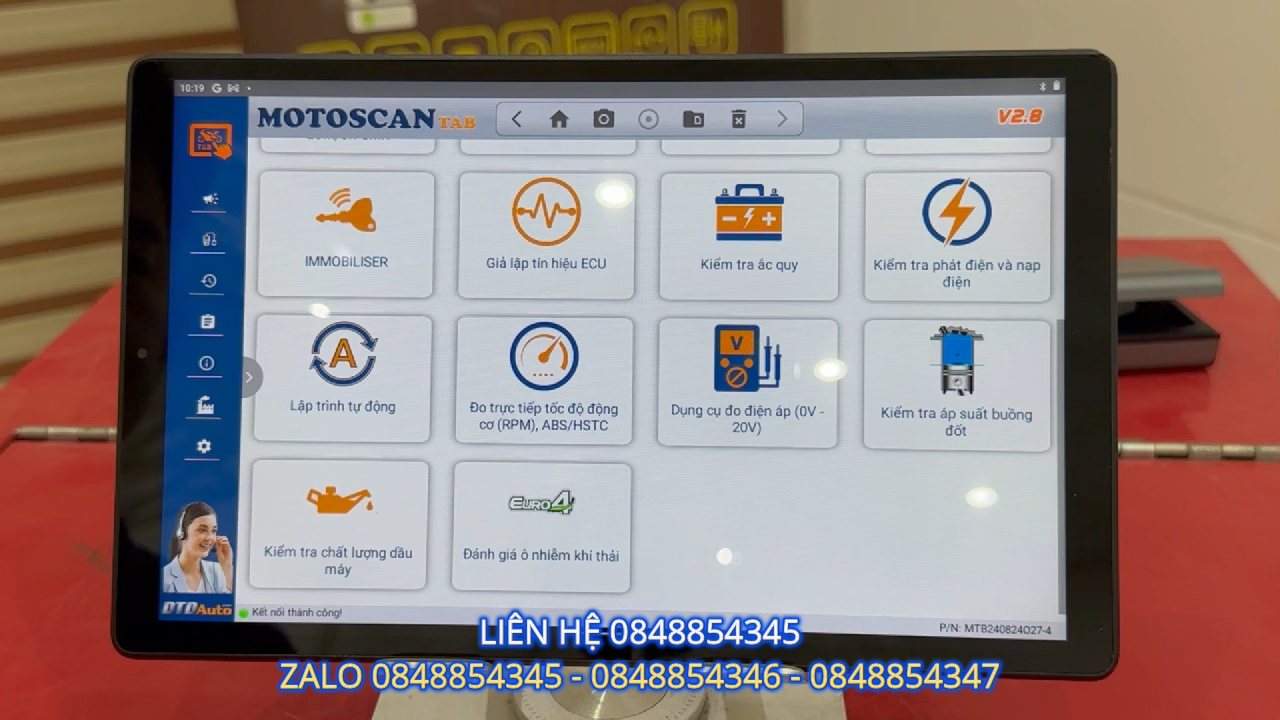 10:19
MOTOSCAN TAB
V2.8
TAB
IMMOBILISER
Giả lập tín hiệu ECU
Kiểm tra ắc quy
Kiểm tra phát điện và nạp
điện
A
Lập trình tự động
Đo trực tiếp tốc độ động
cơ (RPM), ABS/HSTC
V
Dụng cụ đo điện áp (0V -
20V)
Kiểm tra áp suất buồng
đốt
Kiểm tra chất lượng dầu
máy
EURO 4
Đánh giá ô nhiễm khí thải
OTOAuto
Kết nối thành công!
P/N: MTB240824027-4
LIÊN HỆ 0848854345
ZALO 0848854345 - 0848854346 - 0848854347